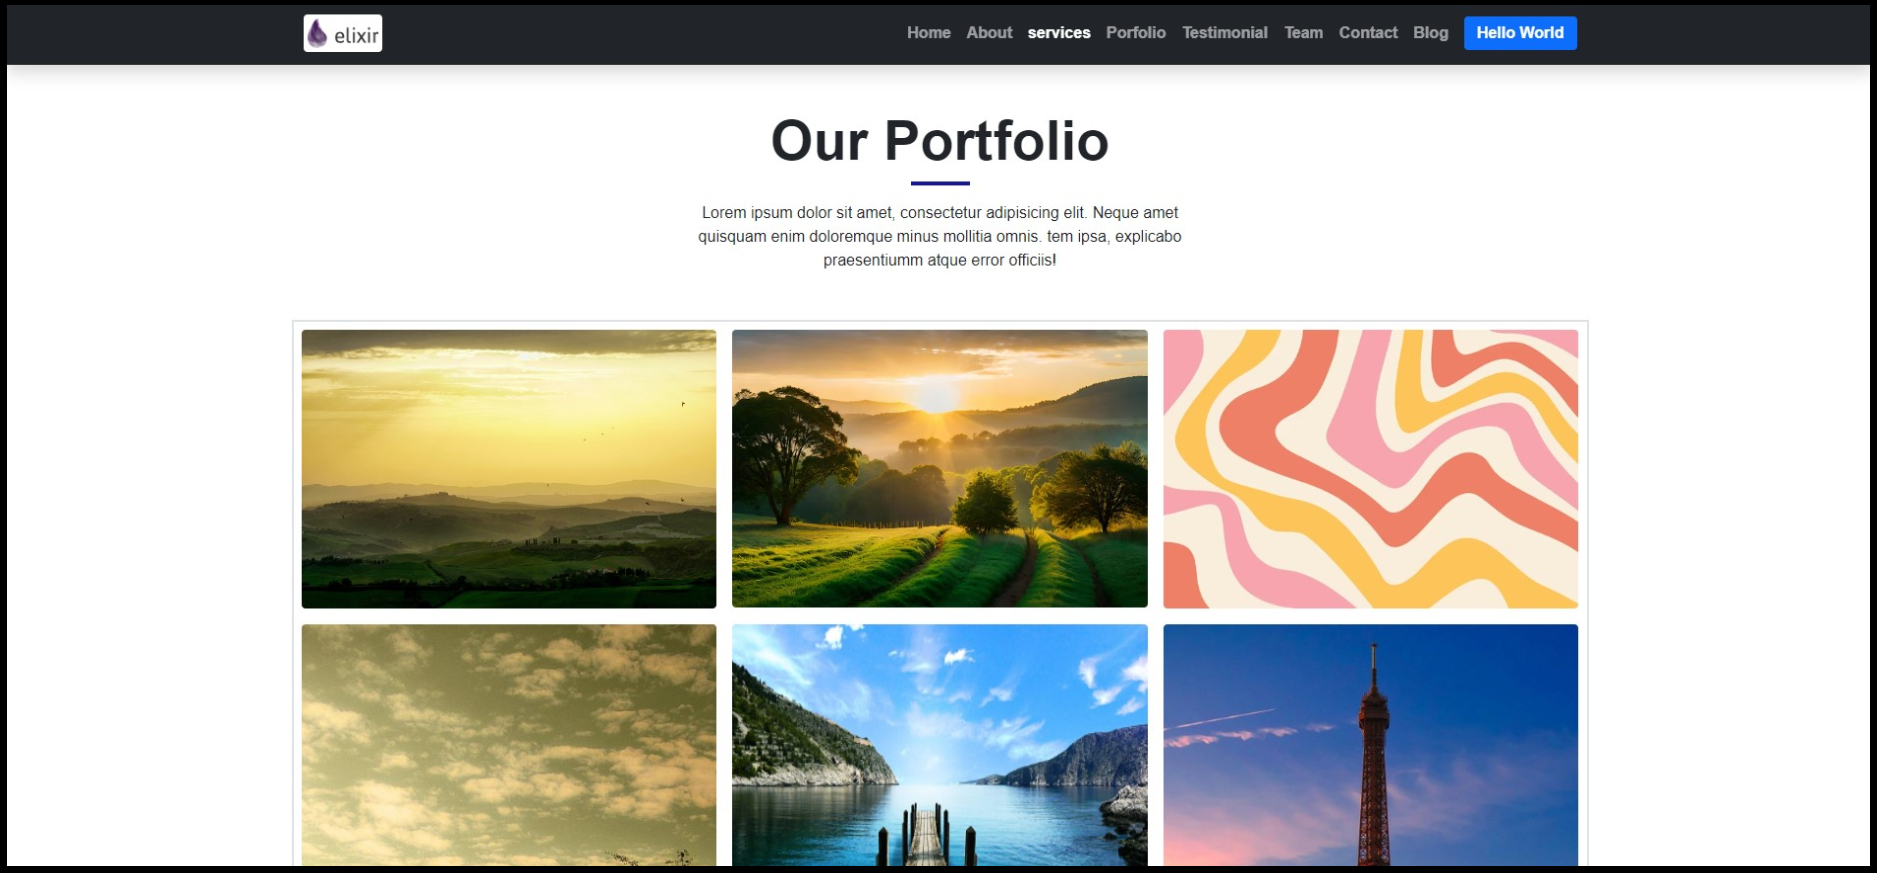 elixir
Home About services Porfolio Testimonial Team Contact Blog Hello World
Our Portfolio
Lorem ipsum dolor sit amet, consectetur adipisicing elit. Neque amet
quisquam enim doloremque minus mollitia omnis. tem ipsa, explicabo
praesentiumm atque error officiis!